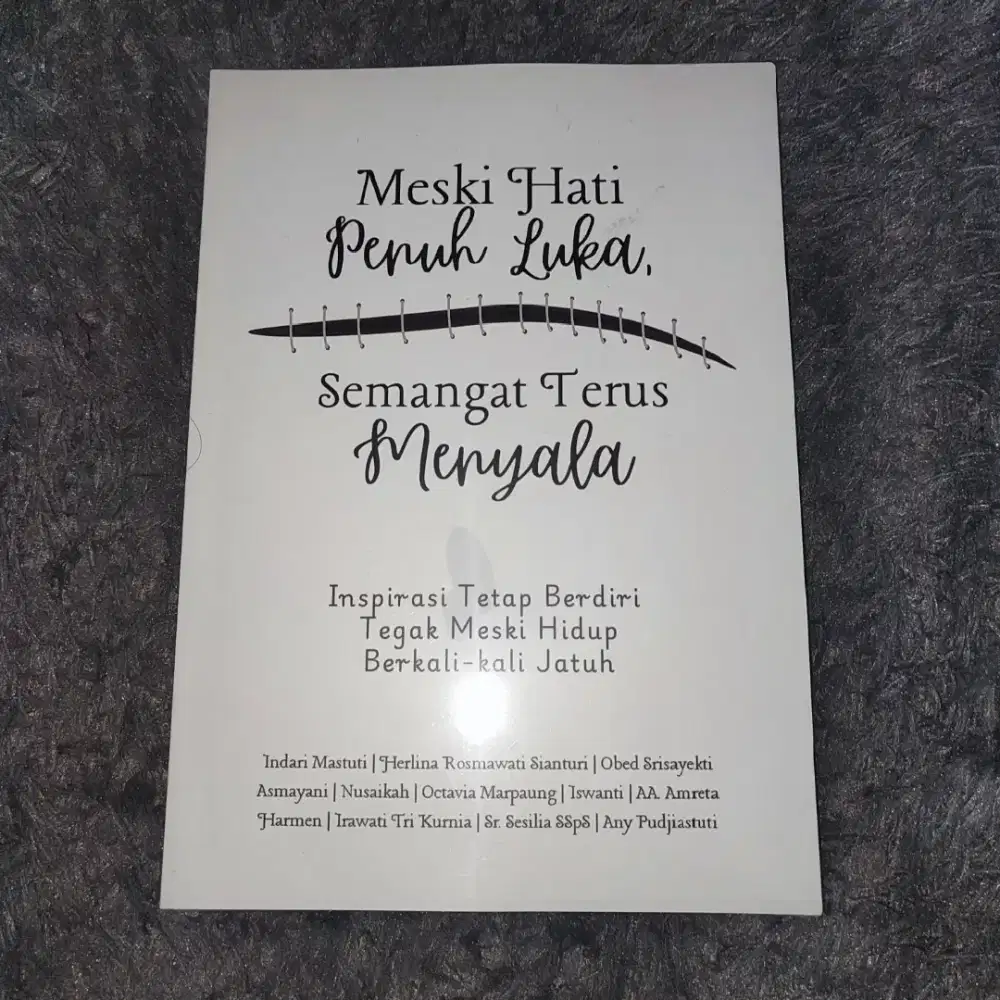 Meski Hati
Penuh Luka,
Semangat Terus
Menyala
Inspirasi Tetap Berdiri
Tegak Meski Hidup
Berkali-kali Jatuh
Indari Mastuti | Herlina Rosmawati Sianturi | Obed Srisayekti
Asmayani | Nusaikah | Octavia Marpaung | Iswanti | AA. Amreta
Harmen | Irawati Tri Kurnia | Sr. Sesilia SSpS | Any Pudjiastuti